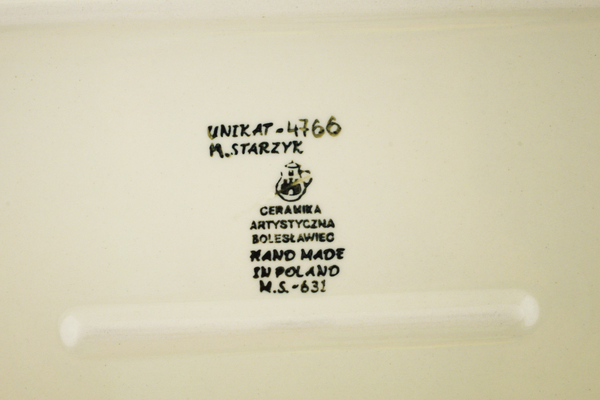 UNIKAT-4766
M.STARZYK
CERAMIKA
ARTYSTYCZNA
BOLESŁAWIEC
HAND MADE
IN POLAND
M.S.-631